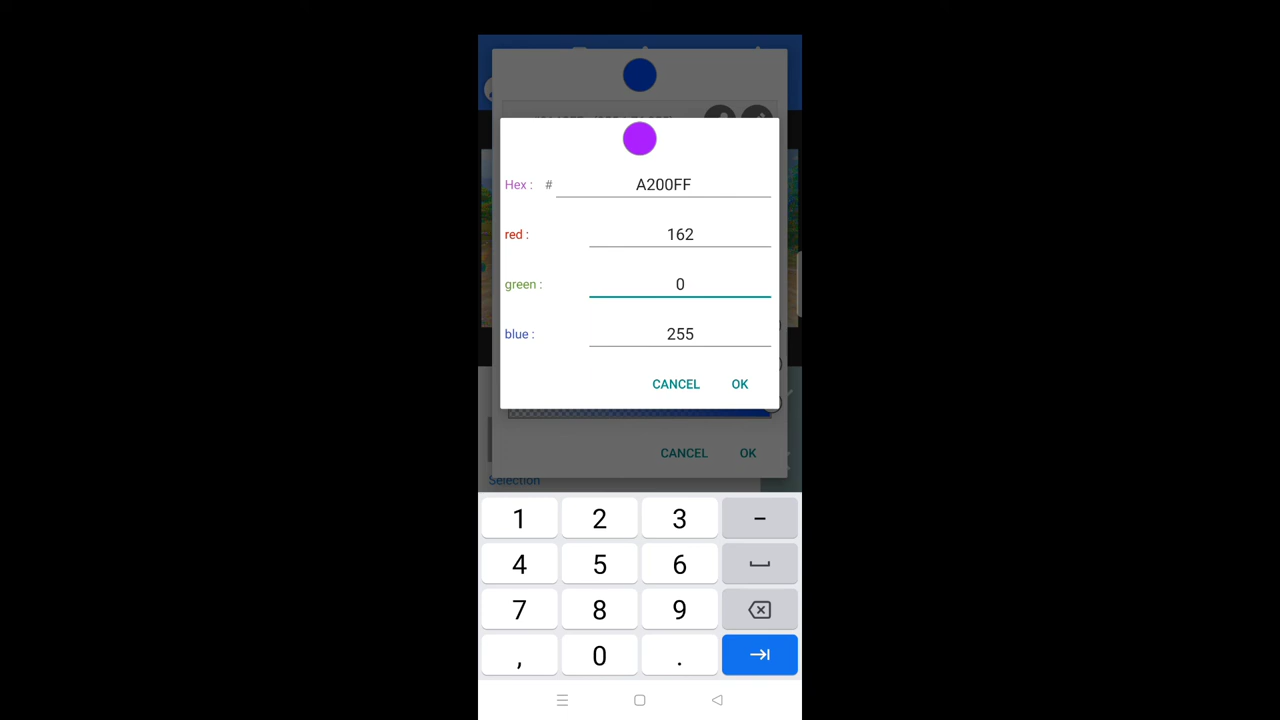 Hex : # A200FF
red : 162
green : 0
blue : 255
CANCEL OK
CANCEL OK
Selection
1 2 3 –
4 5 6
7 8 9
, 0 .